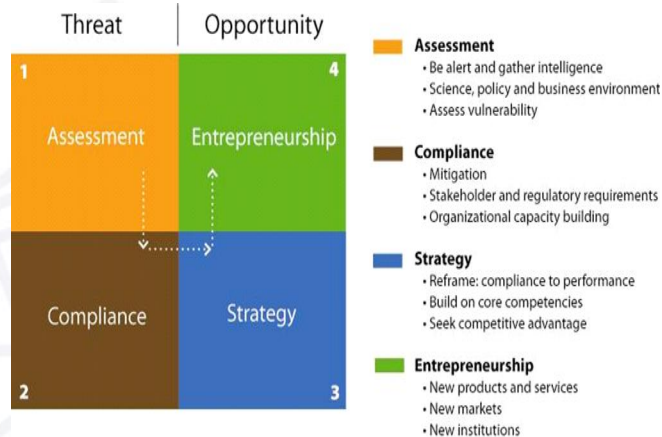 Threat | Opportunity
1
4
Assessment
Entrepreneurship
Compliance
Strategy
2
3
Assessment
• Be alert and gather intelligence
• Science, policy and business environment
• Assess vulnerability
Compliance
• Mitigation
• Stakeholder and regulatory requirements
• Organizational capacity building
Strategy
• Reframe: compliance to performance
• Build on core competencies
• Seek competitive advantage
Entrepreneurship
• New products and services
• New markets
• New institutions